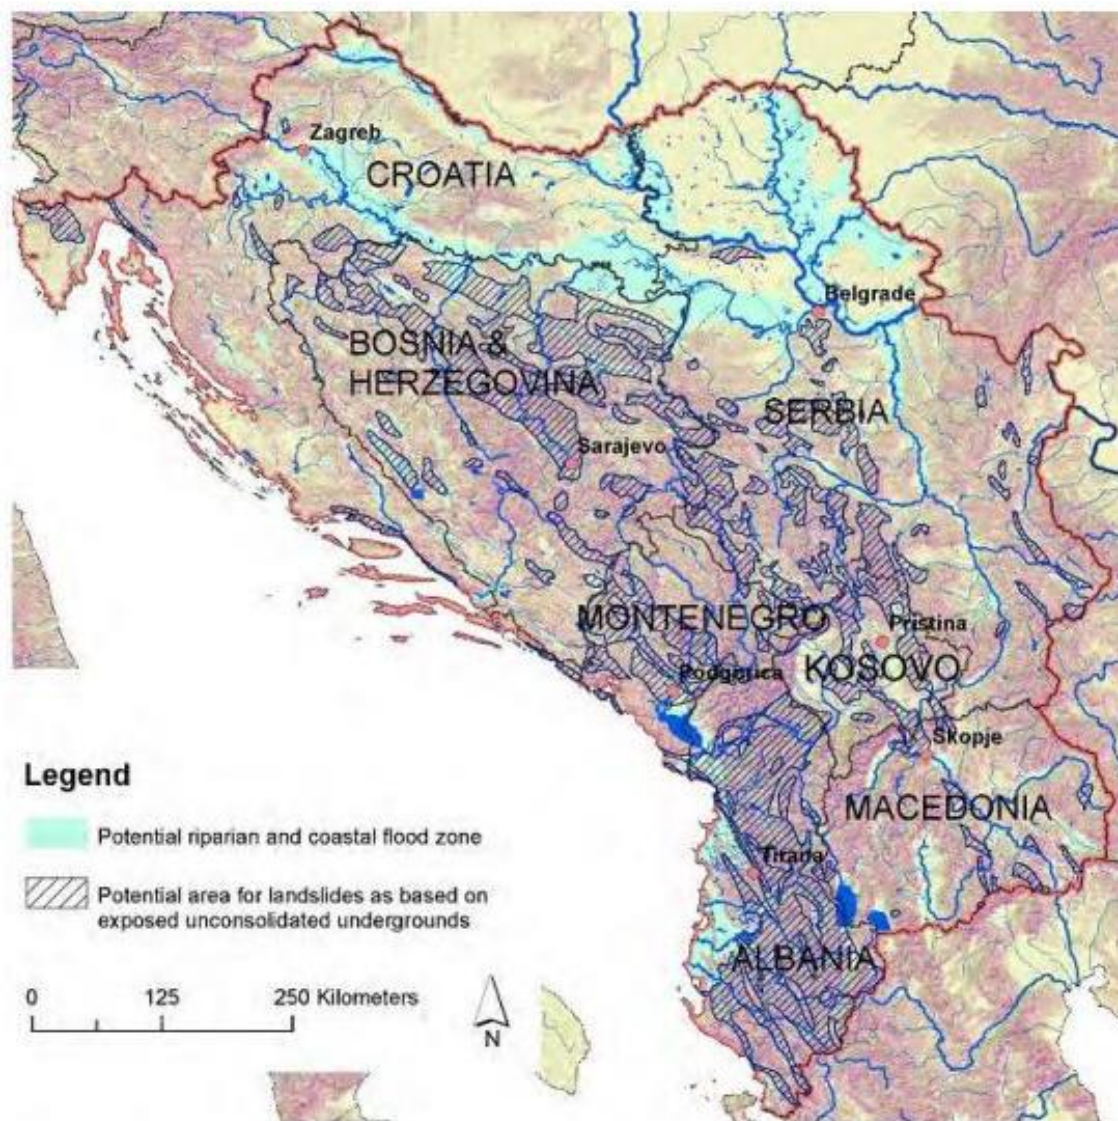 Zagreb
CROATIA
Belgrade
BOSNIA &
HERZEGOVINA
SERBIA
Sarajevo
MONTENEGRO
Pristina
KOSOVO
Podgorica
Skopje
MACEDONIA
Tirana
ALBANIA
Legend
Potential riparian and coastal flood zone
Potential area for landslides as based on
exposed unconsolidated undergrounds
0 125 250 Kilometers
N